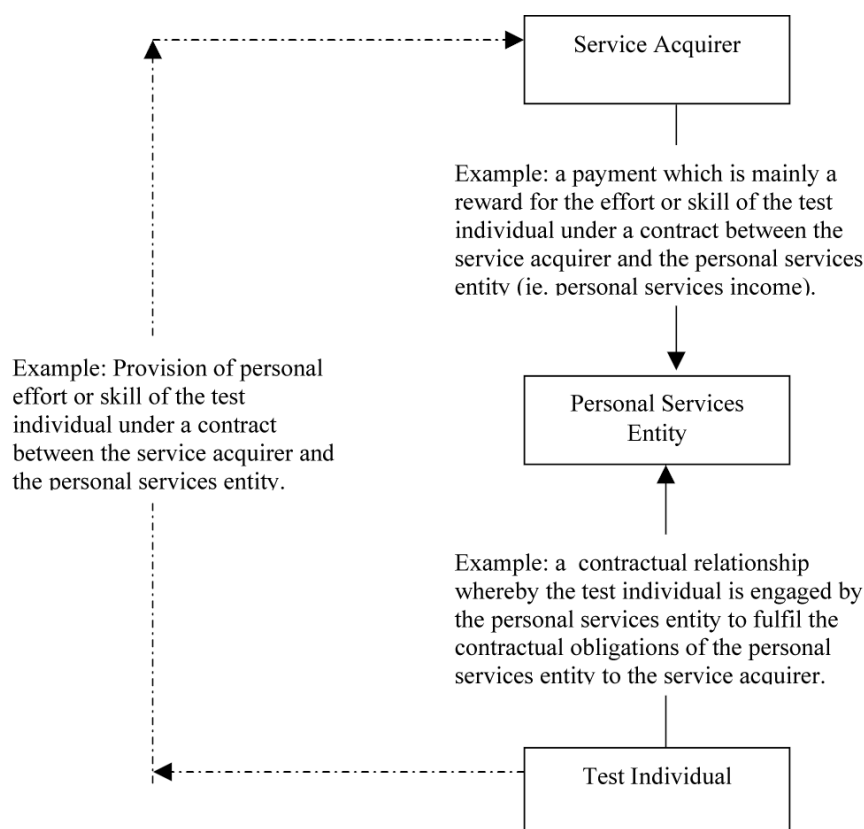 Service Acquirer
Example: a payment which is mainly a
reward for the effort or skill of the test
individual under a contract between the
service acquirer and the personal services
entity (ie. personal services income).
Example: Provision of personal
effort or skill of the test
individual under a contract
between the service acquirer and
the personal services entity.
Personal Services
Entity
Example: a  contractual relationship
whereby the test individual is engaged by
the personal services entity to fulfil the
contractual obligations of the personal
services entity to the service acquirer.
Test Individual